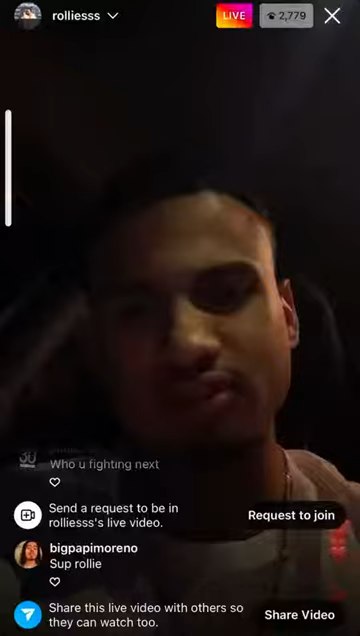 rolliesss
LIVE
2,779
Who u fighting next
Send a request to be in
rolliesss's live video.
Request to join
bigpapimoreno
Sup rollie
Share this live video with others so
they can watch too.
Share Video